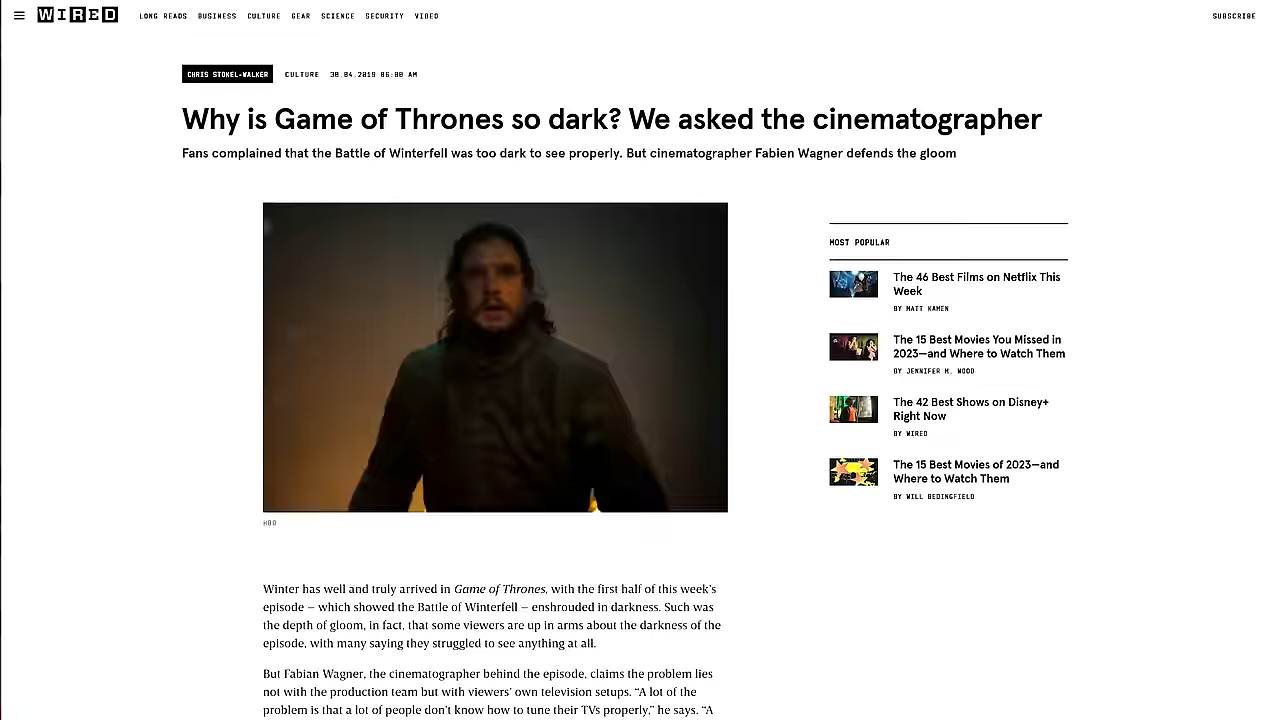 WIRED
LONG READS BUSINESS CULTURE GEAR SCIENCE SECURITY VIDEO
SUBSCRIBE
CHRIS STOKEL-WALKER CULTURE 30.04.2019 06:00 AM
Why is Game of Thrones so dark? We asked the cinematographer
Fans complained that the Battle of Winterfell was too dark to see properly. But cinematographer Fabien Wagner defends the gloom
HBO
Winter has well and truly arrived in Game of Thrones, with the first half of this week's
episode – which showed the Battle of Winterfell – enshrouded in darkness. Such was
the depth of gloom, in fact, that some viewers are up in arms about the darkness of the
episode, with many saying they struggled to see anything at all.
But Fabian Wagner, the cinematographer behind the episode, claims the problem lies
not with the production team but with viewers' own television setups. “A lot of the
problem is that a lot of people don't know how to tune their TVs properly,” he says. “A
MOST POPULAR
The 46 Best Films on Netflix This
Week
BY MATT KAMEN
The 15 Best Movies You Missed in
2023—and Where to Watch Them
BY JENNIFER M. WOOD
The 42 Best Shows on Disney+
Right Now
BY WIRED
The 15 Best Movies of 2023—and
Where to Watch Them
BY WILL BEDINGFIELD